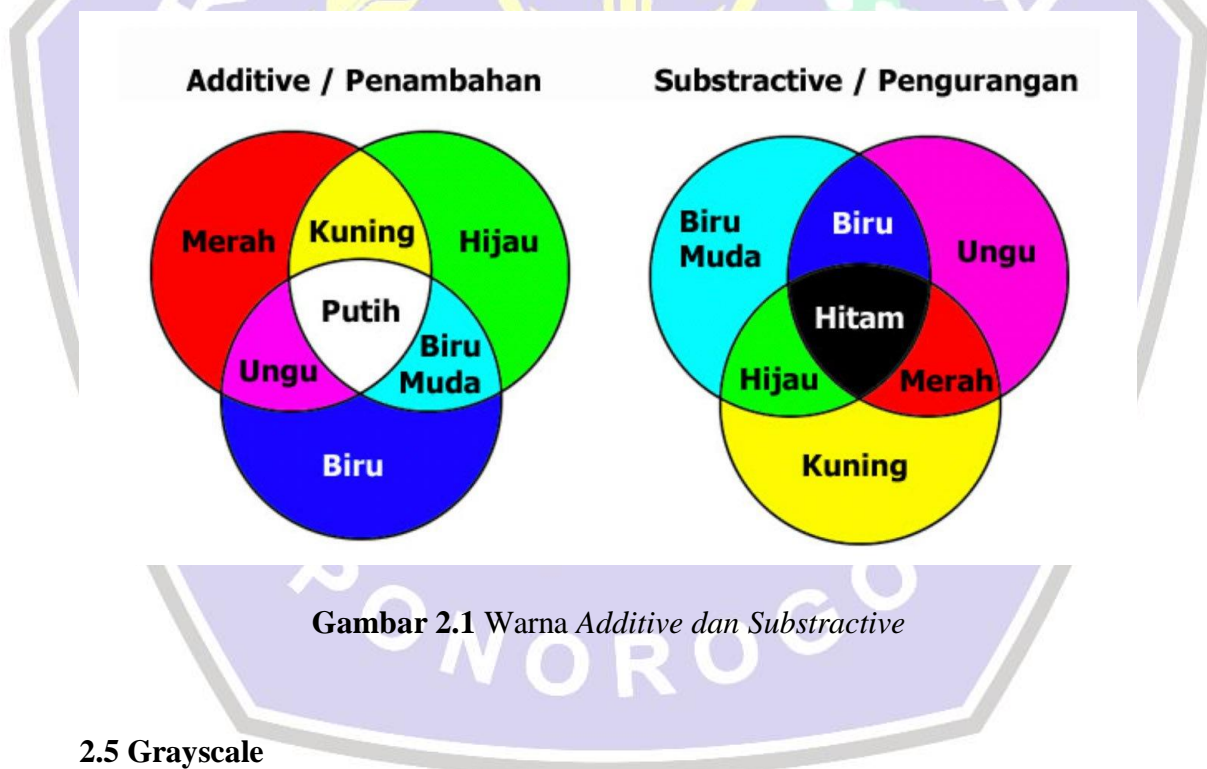 Additive / Penambahan
Merah
Kuning
Hijau
Putih
Ungu
Biru
Muda
Biru
Substractive / Pengurangan
Biru
Muda
Biru
Ungu
Hitam
Hijau
Merah
Kuning
PONOROGO
Gambar 2.1 Warna Additive dan Substractive
2.5 Grayscale